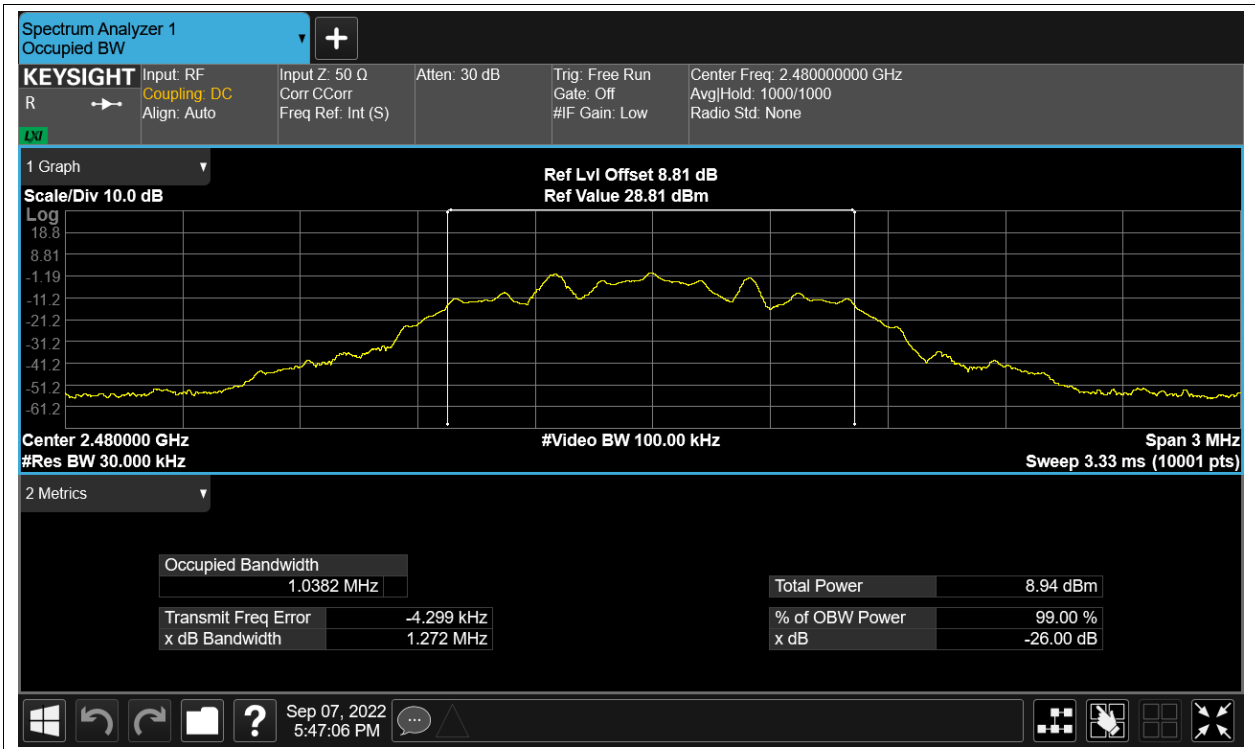 Spectrum Analyzer 1
Occupied BW
KEYSIGHT
R
LXI
Input: RF
Coupling: DC
Align: Auto
Input Z: 50 Ω
Corr CCorr
Freq Ref: Int (S)
Atten: 30 dB
Trig: Free Run
Gate: Off
#IF Gain: Low
Center Freq: 2.480000000 GHz
Avg|Hold: 1000/1000
Radio Std: None
1 Graph
Scale/Div 10.0 dB
Ref Lvl Offset 8.81 dB
Ref Value 28.81 dBm
Log
18.8
8.81
-1.19
-11.2
-21.2
-31.2
-41.2
-51.2
-61.2
Center 2.480000 GHz
#Res BW 30.000 kHz
#Video BW 100.00 kHz
Span 3 MHz
Sweep 3.33 ms (10001 pts)
2 Metrics
Occupied Bandwidth
1.0382 MHz
Transmit Freq Error -4.299 kHz
x dB Bandwidth 1.272 MHz
Total Power 8.94 dBm
% of OBW Power 99.00 %
x dB -26.00 dB
?
Sep 07, 2022
5:47:06 PM